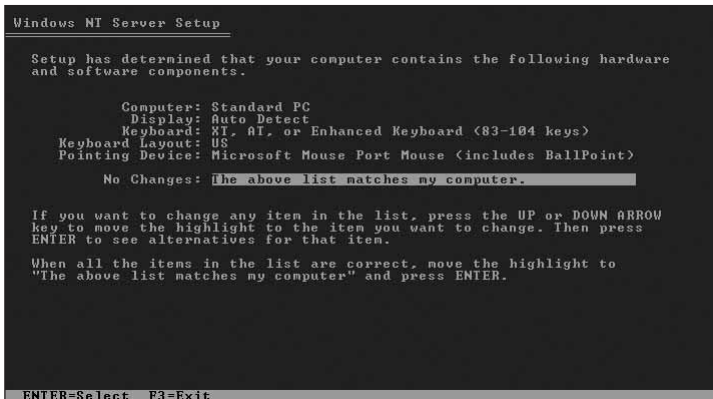 Windows NT Server Setup
Setup has determined that your computer contains the following hardware
and software components.
Computer: Standard PC
Display: Auto Detect
Keyboard: XT, AT, or Enhanced Keyboard (83-104 keys)
Keyboard Layout: US
Pointing Device: Microsoft Mouse Port Mouse (includes BallPoint)
No Changes: The above list matches my computer.
If you want to change any item in the list, press the UP or DOWN ARROW
key to move the highlight to the item you want to change. Then press
ENTER to see alternatives for that item.
When all the items in the list are correct, move the highlight to
"The above list matches my computer" and press ENTER.
ENTER=Select F3=Exit